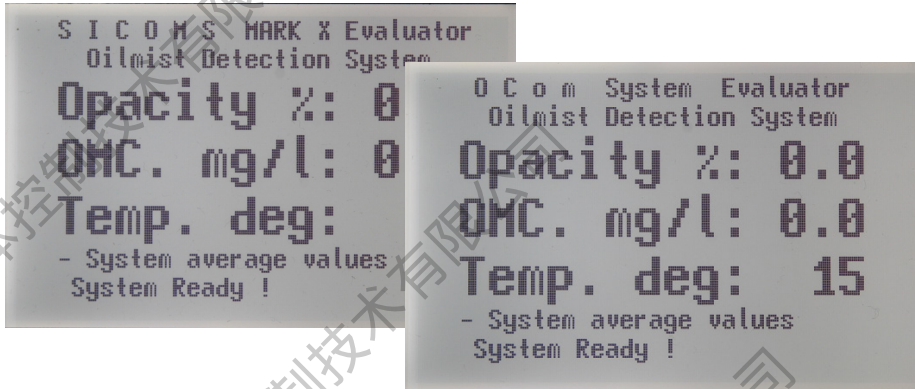 S I C O M S MARK X Evaluator
Oilmist Detection System
Opacity %: 0
OMC. mg/l: 0
Temp. deg:
- System average values
System Ready !
O C o m System Evaluator
Oilmist Detection System
Opacity %: 0.0
OMC. mg/l: 0.0
Temp. deg: 15
- System average values
System Ready !